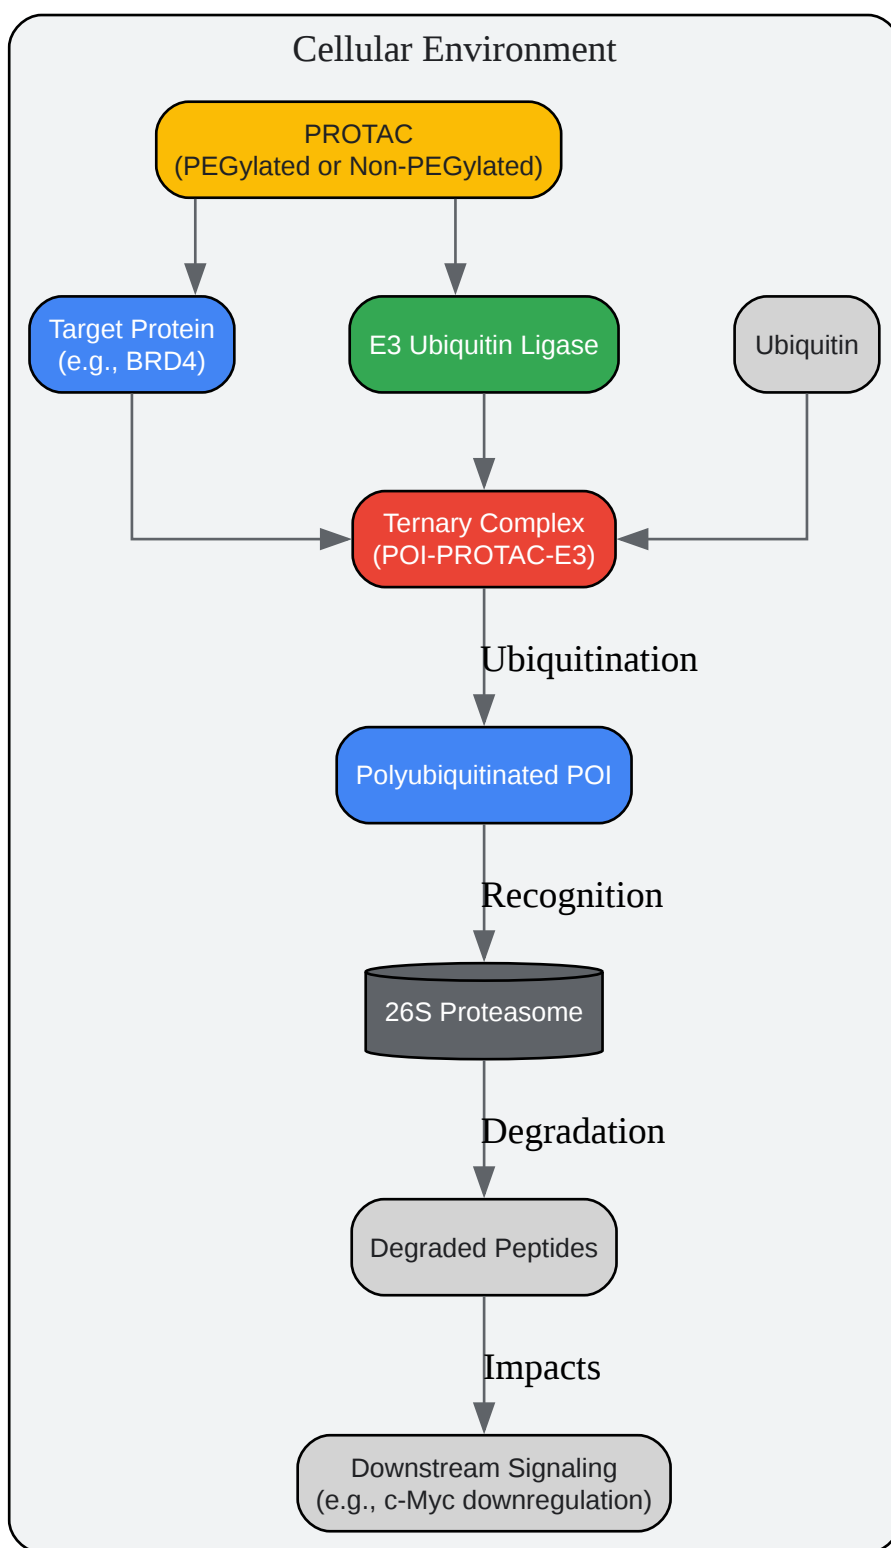 Cellular Environment
PROTAC
(PEGylated or Non-PEGylated)
Target Protein
(e.g., BRD4)
E3 Ubiquitin Ligase
Ubiquitin
Ternary Complex
(POI-PROTAC-E3)
Ubiquitination
Polyubiquitinated POI
Recognition
26S Proteasome
Degradation
Degraded Peptides
Impacts
Downstream Signaling
(e.g., c-Myc downregulation)